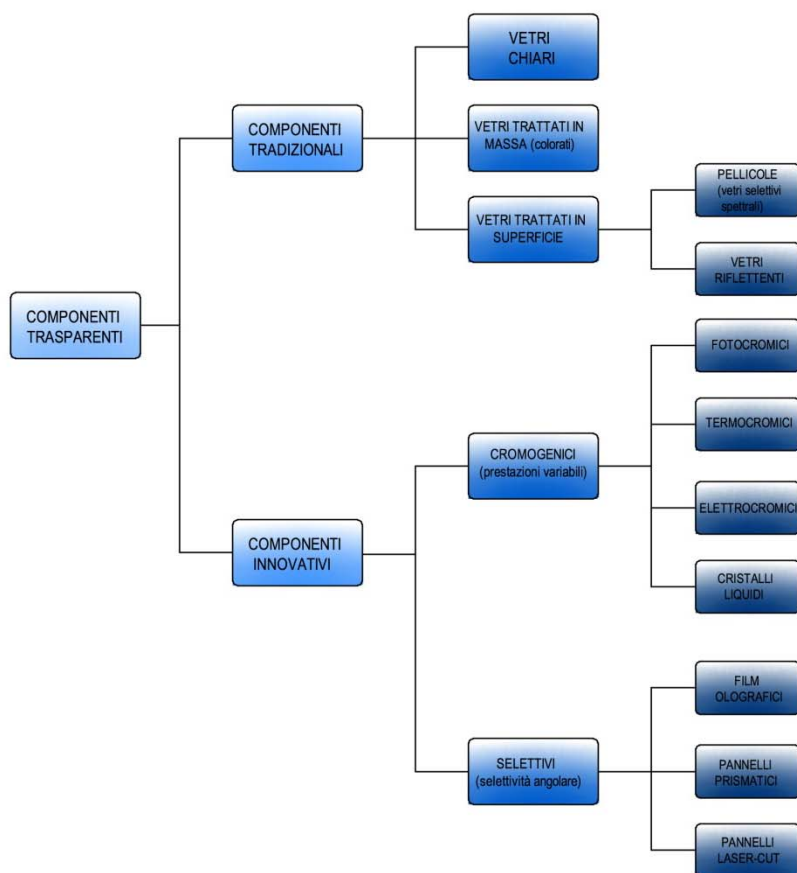 VETRI
CHIARI
COMPONENTI
TRADIZIONALI
VETRI TRATTATI IN
MASSA (colorati)
VETRI TRATTATI IN
SUPERFICIE
PELLICOLE
(vetri selettivi
spettrali)
VETRI
RIFLETTENTI
COMPONENTI
TRASPARENTI
FOTOCROMICI
TERMOCROMICI
CROMOGENICI
(prestazioni variabili)
ELETTROCROMICI
COMPONENTI
INNOVATIVI
CRISTALLI
LIQUIDI
FILM
OLOGRAFICI
SELETTIVI
(selettività angolare)
PANNELLI
PRISMATICI
PANNELLI
LASER-CUT